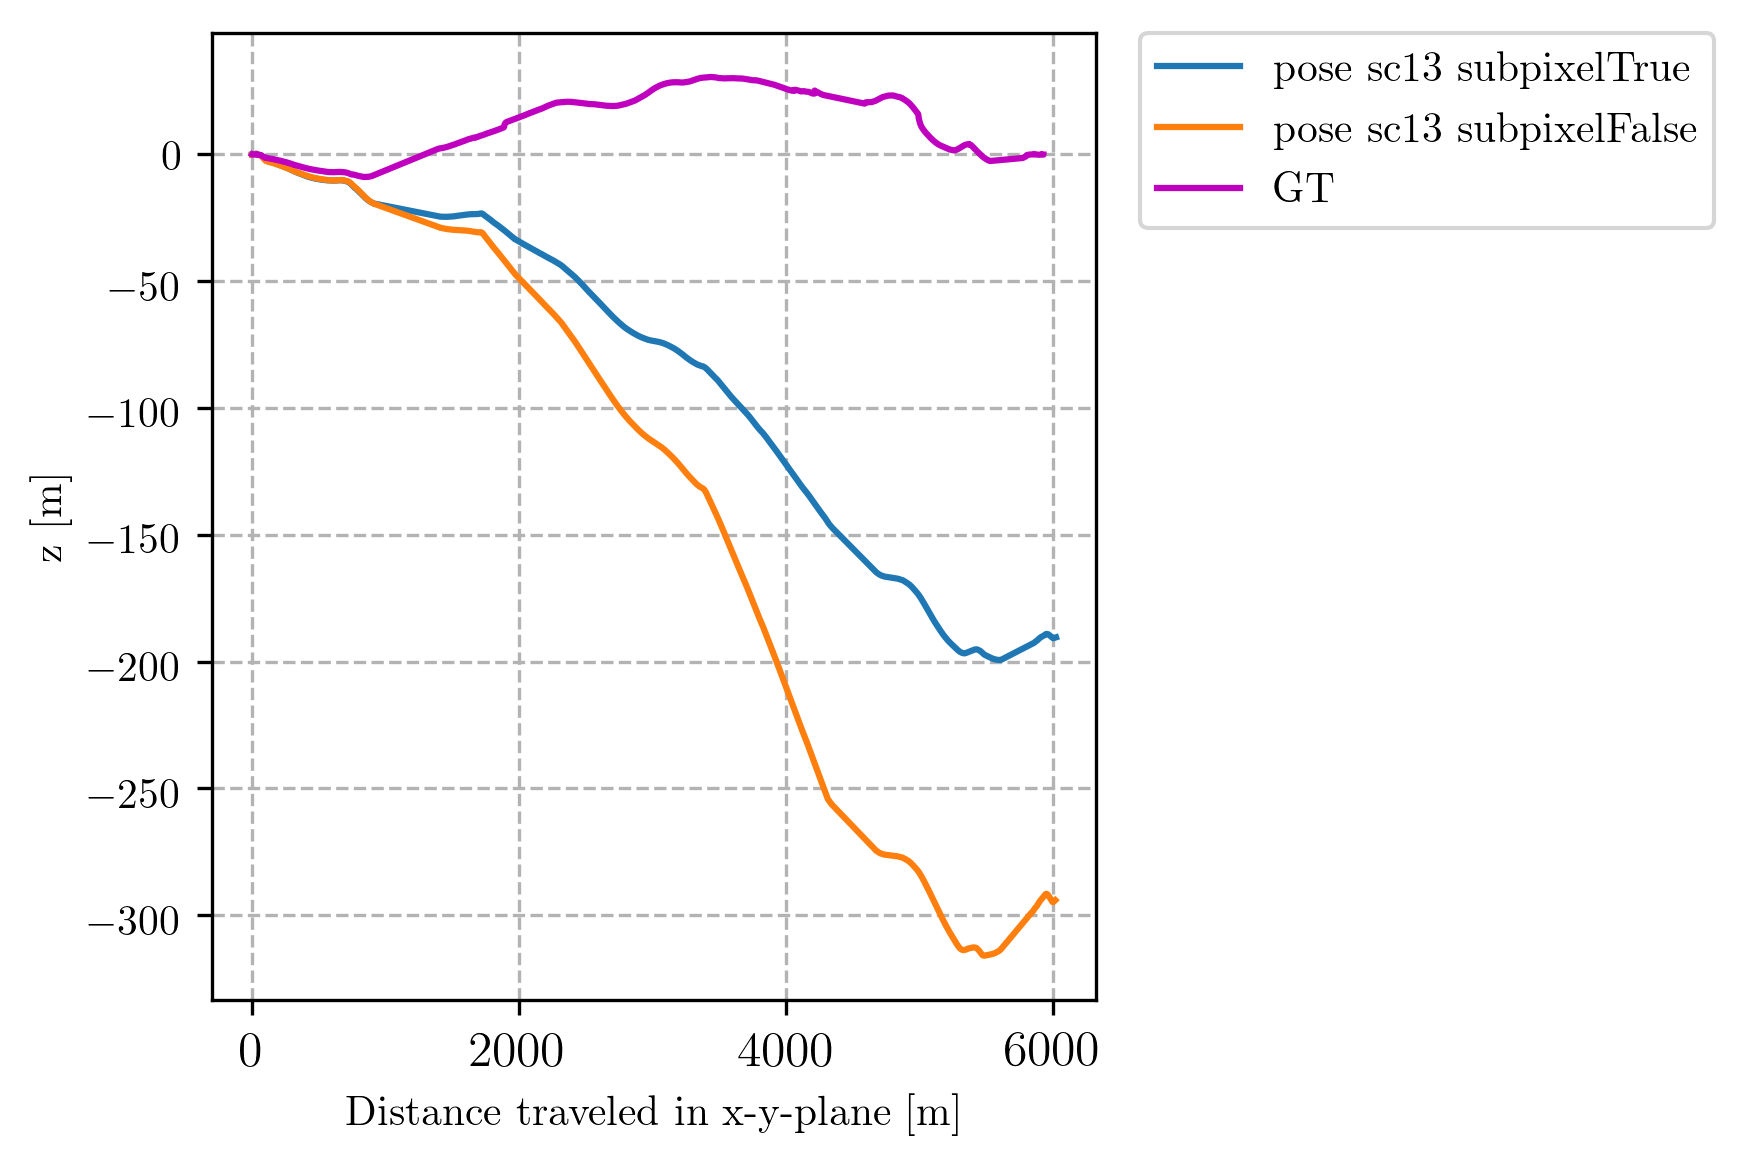 pose sc13 subpixelTrue
pose sc13 subpixelFalse
GT
z [m]
0
−50
−100
−150
−200
−250
−300
0 2000 4000 6000
Distance traveled in x-y-plane [m]